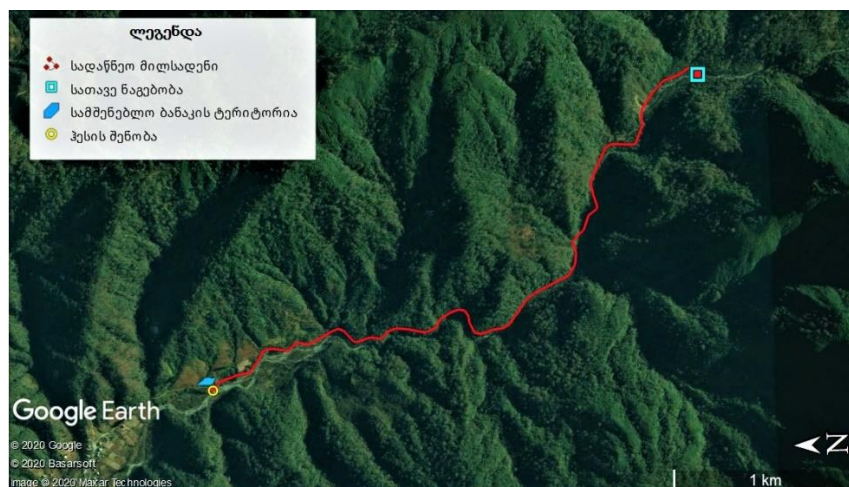 ლეგენდა
სადაწნეო მილსადენი
სათავე ნაგებობა
სამშენებლო ბანაკის ტერიტორია
ჰესის შენობა
Google Earth
© 2020 Google
© 2020 Basarsoft
Image © 2020 Maxar Technologies
N
1 km